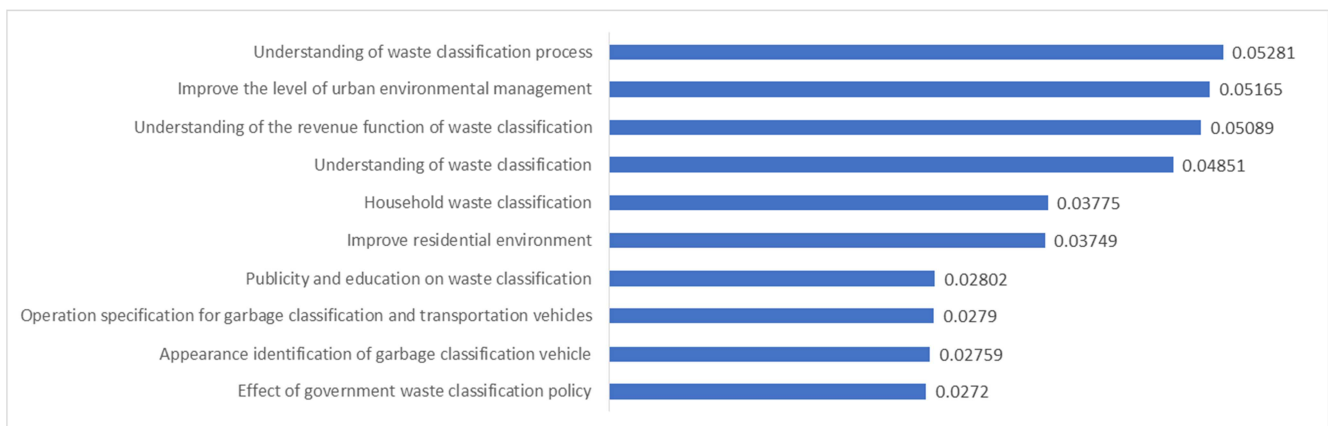 Understanding of waste classification process 0.05281
Improve the level of urban environmental management 0.05165
Understanding of the revenue function of waste classification 0.05089
Understanding of waste classification 0.04851
Household waste classification 0.03775
Improve residential environment 0.03749
Publicity and education on waste classification 0.02802
Operation specification for garbage classification and transportation vehicles 0.0279
Appearance identification of garbage classification vehicle 0.02759
Effect of government waste classification policy 0.0272